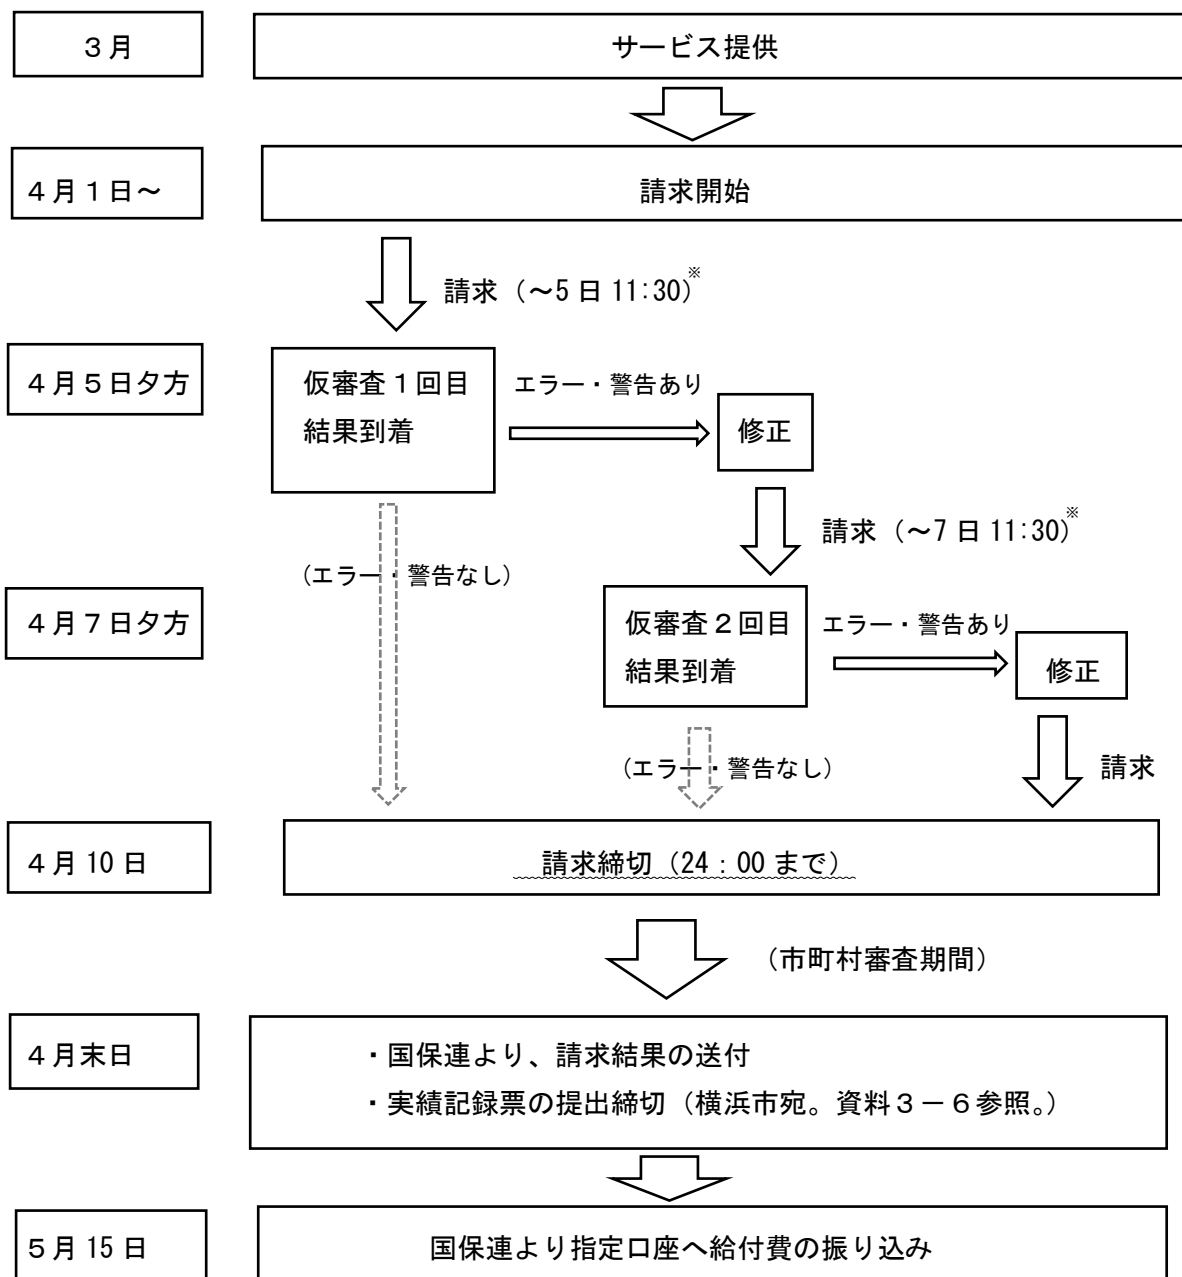 ３月
サービス提供
４月１日～
請求開始
請求（～5日 11:30)※
４月５日夕方
仮審査１回目
結果到着
エラー・警告あり
修正
請求（～7日 11:30)※
(エラー・警告なし)
４月７日夕方
仮審査２回目
結果到着
エラー・警告あり
修正
(エラー・警告なし)
請求
４月 10 日
請求締切（24：00 まで）
（市町村審査期間）
４月末日
・国保連より、請求結果の送付
・実績記録票の提出締切（横浜市宛。資料３－６参照。）
５月 15 日
国保連より指定口座へ給付費の振り込み